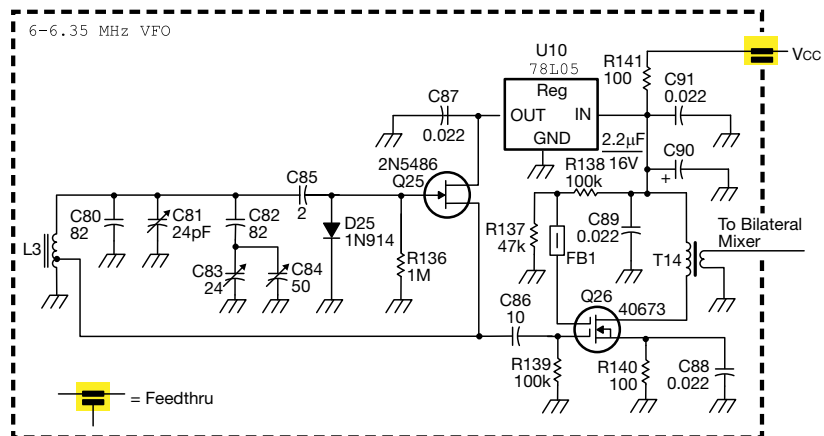 6–6.35 MHz VFO
U10
78L05
Reg
OUT
IN
GND
R141
100
VCC
C91
0.022
C87
0.022
2.2µF
16V
C90
+
2N5486
Q25
R138
100k
C85
2
C80
82
C81
24pF
C82
82
D25
1N914
R136
1M
R137
47k
C89
0.022
FB1
T14
To Bilateral
Mixer
L3
C83
24
C84
50
C86
10
Q26
40673
R139
100k
R140
100
C88
0.022
= Feedthru